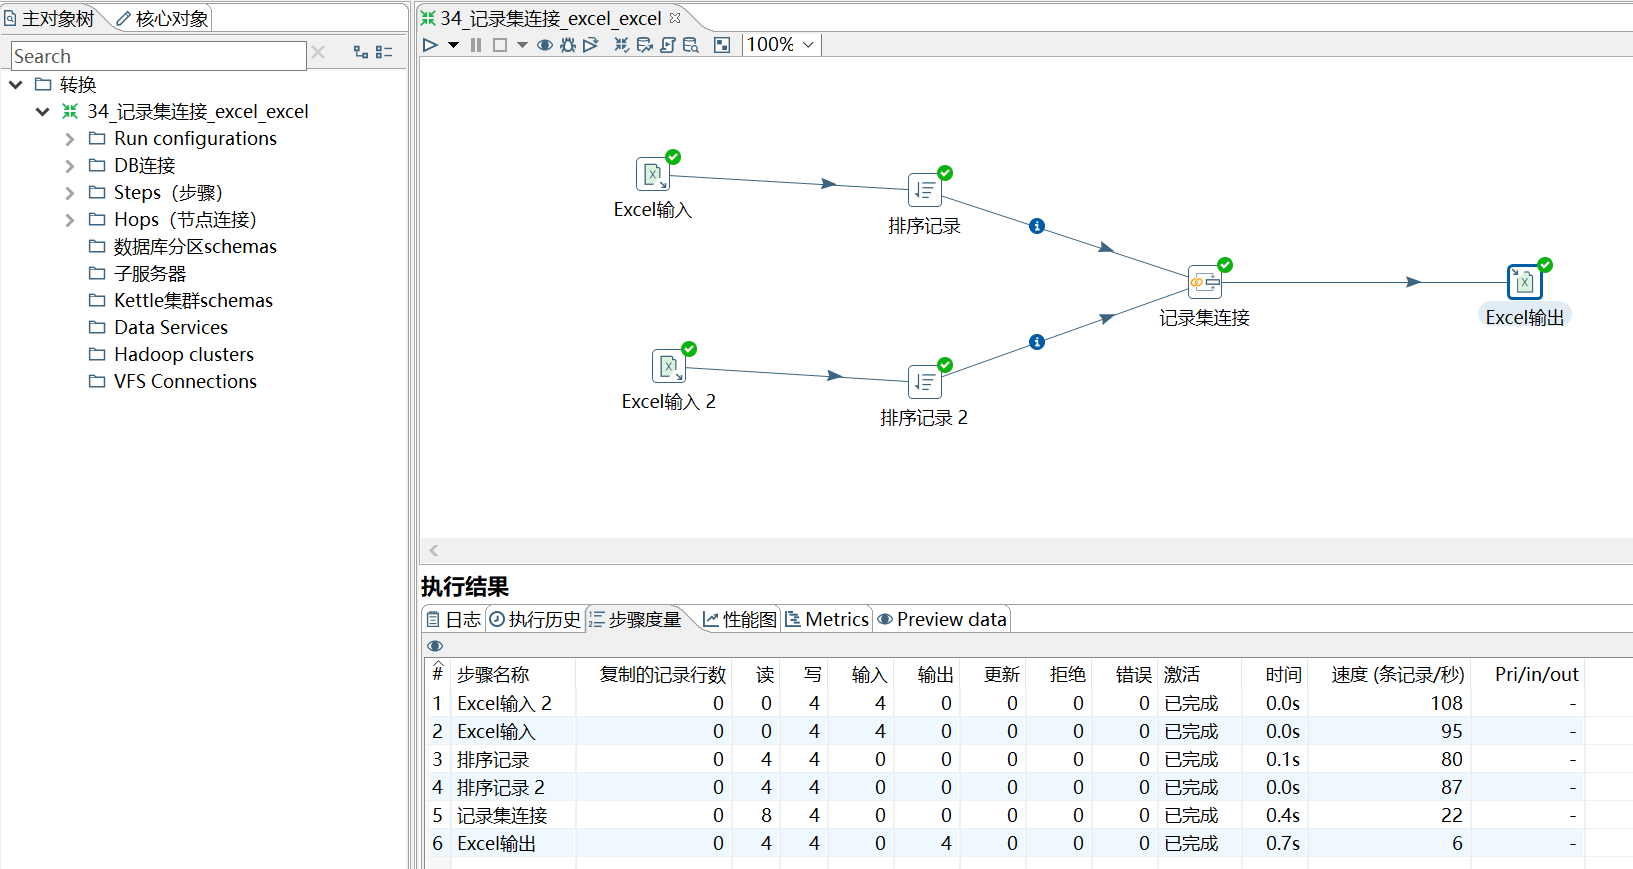 主对象树 核心对象
Search
转换
34_记录集连接_excel_excel
Run configurations
DB连接
Steps（步骤）
Hops（节点连接）
数据库分区schemas
子服务器
Kettle集群schemas
Data Services
Hadoop clusters
VFS Connections
34_记录集连接_excel_excel
100%
Excel输入
排序记录
记录集连接
Excel输出
Excel输入 2
排序记录 2
执行结果
日志 执行历史 步骤度量 性能图 Metrics Preview data
# 步骤名称 复制的记录行数 读 写 输入 输出 更新 拒绝 错误 激活 时间 速度 (条记录/秒) Pri/in/out
1 Excel输入 2 0 0 4 4 0 0 0 0 已完成 0.0s 108 -
2 Excel输入 0 0 4 4 0 0 0 0 已完成 0.0s 95 -
3 排序记录 0 4 4 0 0 0 0 0 已完成 0.1s 80 -
4 排序记录 2 0 4 4 0 0 0 0 0 已完成 0.0s 87 -
5 记录集连接 0 8 4 0 0 0 0 0 已完成 0.4s 22 -
6 Excel输出 0 4 4 0 4 0 0 0 已完成 0.7s 6 -